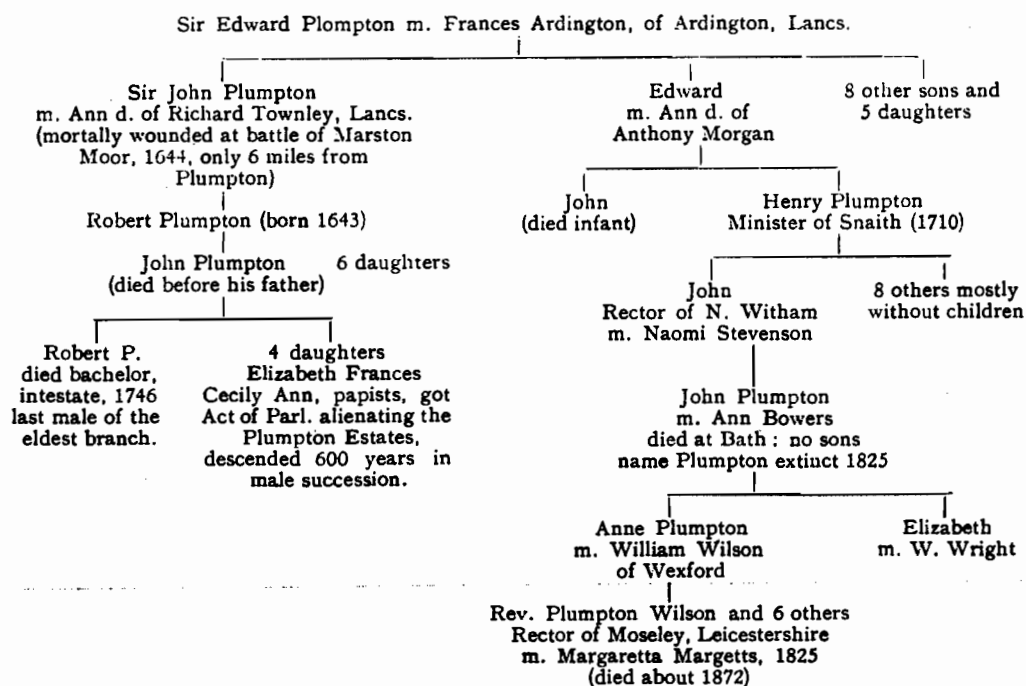 Sir Edward Plompton m. Frances Ardington, of Ardington, Lancs.
Sir John Plumpton
m. Ann d. of Richard Townley, Lancs.
(mortally wounded at battle of Marston
Moor, 1644, only 6 miles from
Plumpton)
Edward
m. Ann d. of
Anthony Morgan
8 other sons and
5 daughters
Robert Plumpton (born 1643)
John
(died infant)
Henry Plumpton
Minister of Snaith (1710)
John Plumpton
(died before his father)
6 daughters
John
Rector of N. Witham
m. Naomi Stevenson
8 others mostly
without children
Robert P.
died bachelor,
intestate, 1746
last male of the
eldest branch.
4 daughters
Elizabeth Frances
Cecily Ann, papists, got
Act of Parl. alienating the
Plumpton Estates,
descended 600 years in
male succession.
John Plumpton
m. Ann Bowers
died at Bath : no sons
name Plumpton extinct 1825
Anne Plumpton
m. William Wilson
of Wexford
Elizabeth
m. W. Wright
Rev. Plumpton Wilson and 6 others
Rector of Moseley, Leicestershire
m. Margaretta Margetts, 1825
(died about 1872)